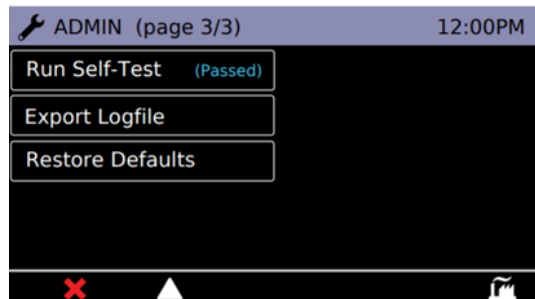 ADMIN (page 3/3) 12:00PM
Run Self-Test (Passed)
Export Logfile
Restore Defaults